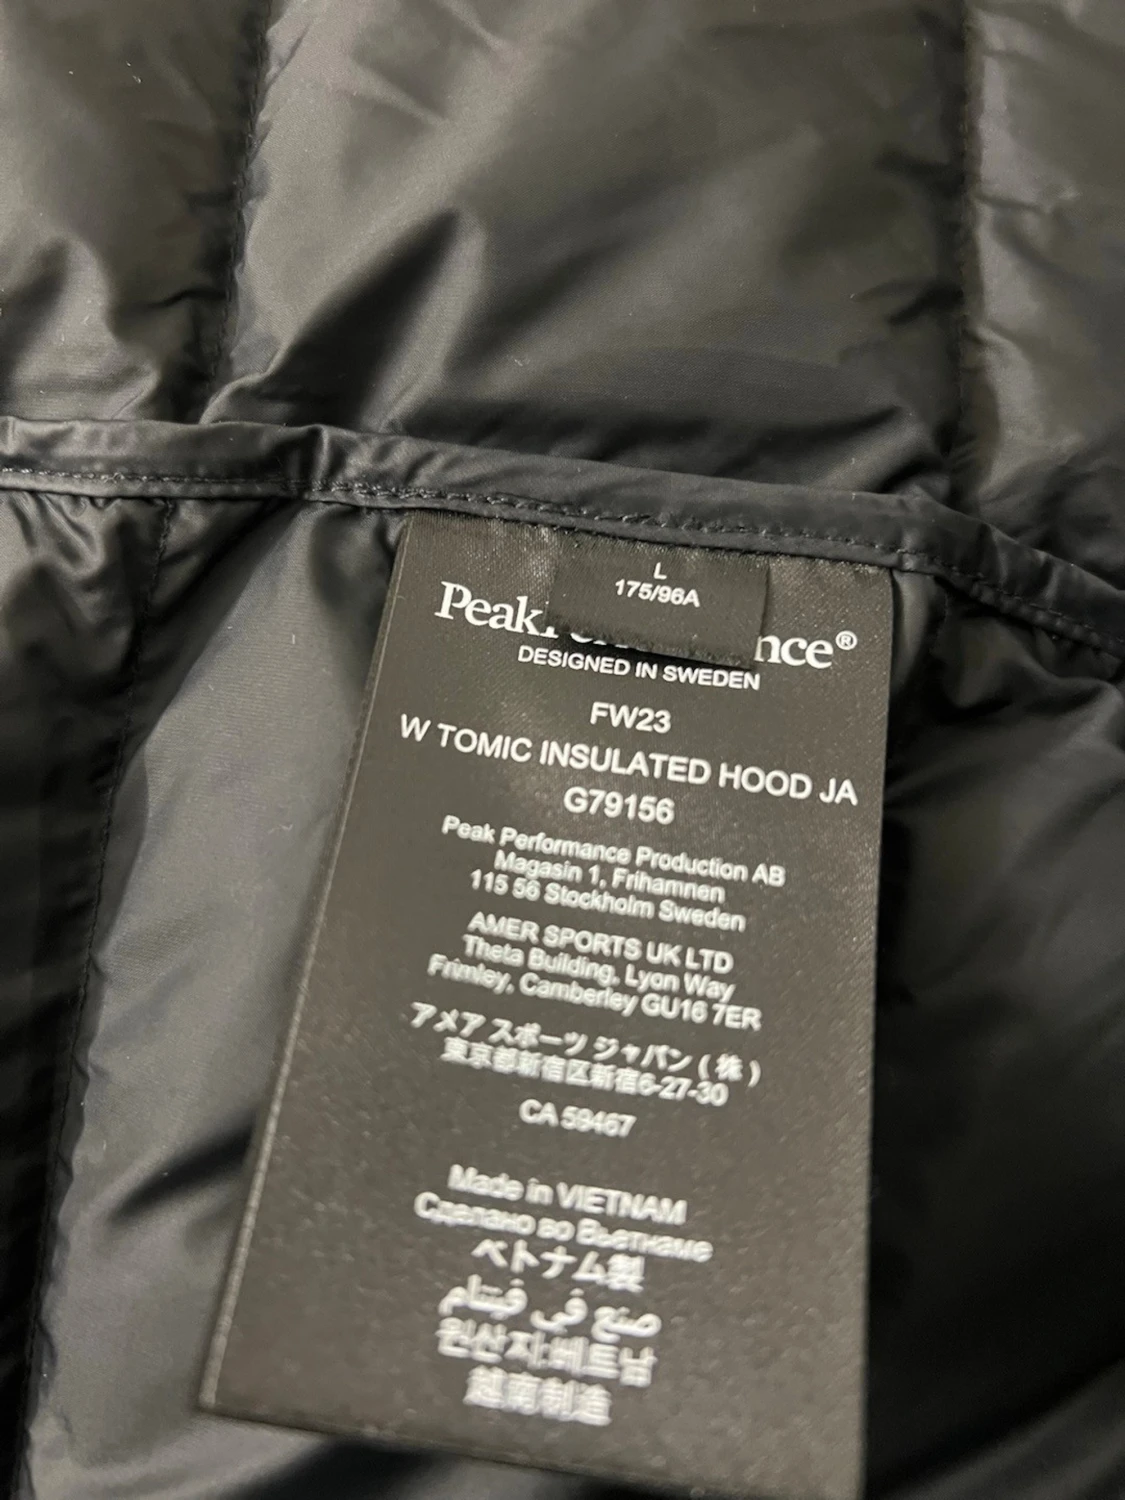 L
175/96A
Peak nce®
DESIGNED IN SWEDEN
FW23
W TOMIC INSULATED HOOD JA
G79156
Peak Performance Production AB
Magasin 1, Frihamnen
115 56 Stockholm Sweden
AMER SPORTS UK LTD
Theta Building, Lyon Way
Frimley, Camberley GU16 7ER
アメア スポーツ ジャパン ( 株 )
東京都新宿区新宿6-27-30
CA 59467
Made in VIETNAM
Сделано во Вьетнаме
ベトナム製
صنع في فيتنام
원산지:베트남
越南制造